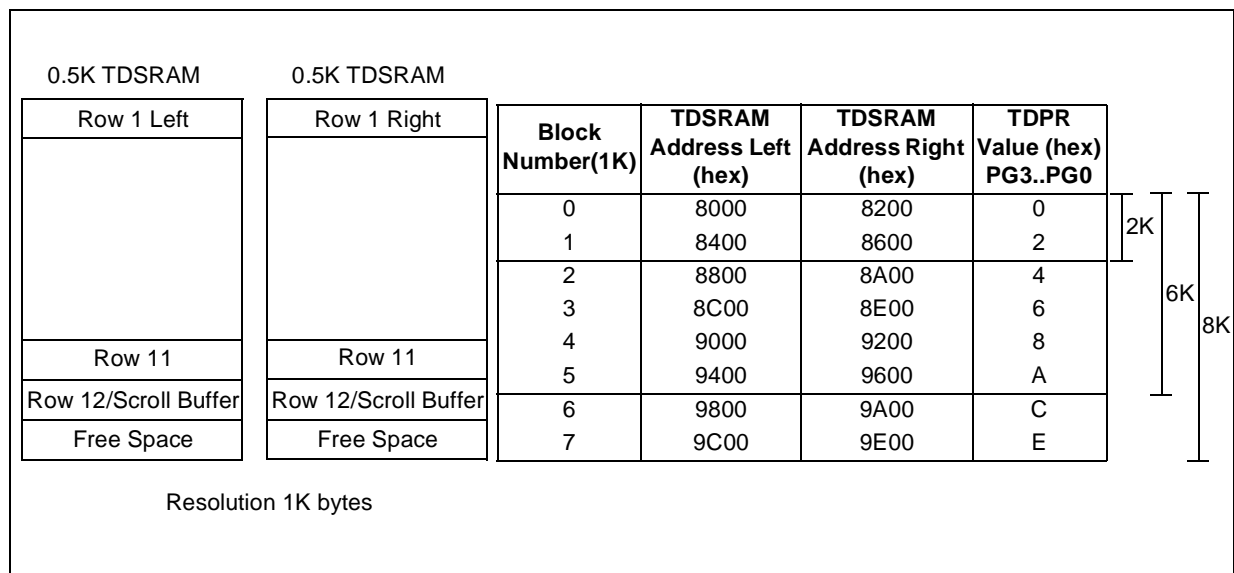 0.5K TDSRAM
0.5K TDSRAM
Row 1 Left
Row 1 Right
Row 11
Row 11
Row 12/Scroll Buffer
Row 12/Scroll Buffer
Free Space
Free Space
Resolution 1K bytes
Block Number(1K) TDSRAM Address Left (hex) TDSRAM Address Right (hex) TDPR Value (hex) PG3..PG0
0 8000 8200 0
1 8400 8600 2
2 8800 8A00 4
3 8C00 8E00 6
4 9000 9200 8
5 9400 9600 A
6 9800 9A00 C
7 9C00 9E00 E
2K
6K
8K